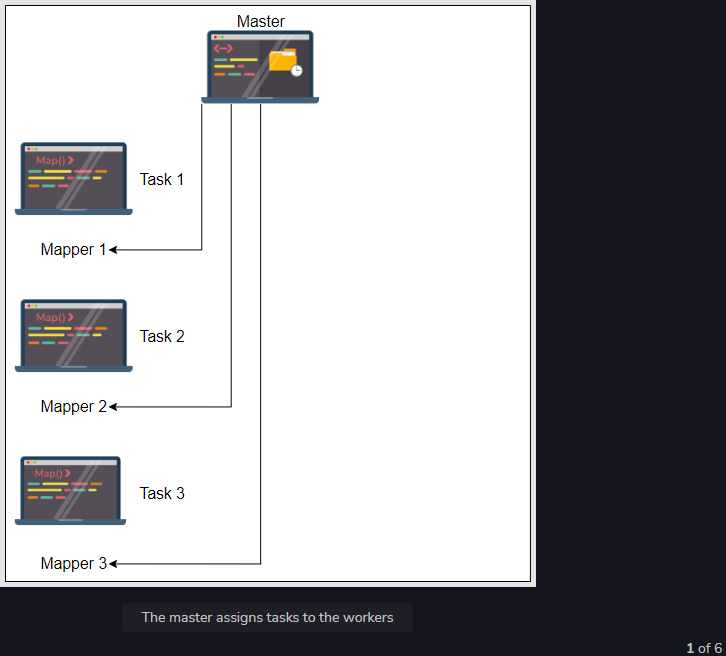 Master
<-->
Map()>
Task 1
Mapper 1
Map()>
Task 2
Mapper 2
Map()>
Task 3
Mapper 3
The master assigns tasks to the workers
1 of 6